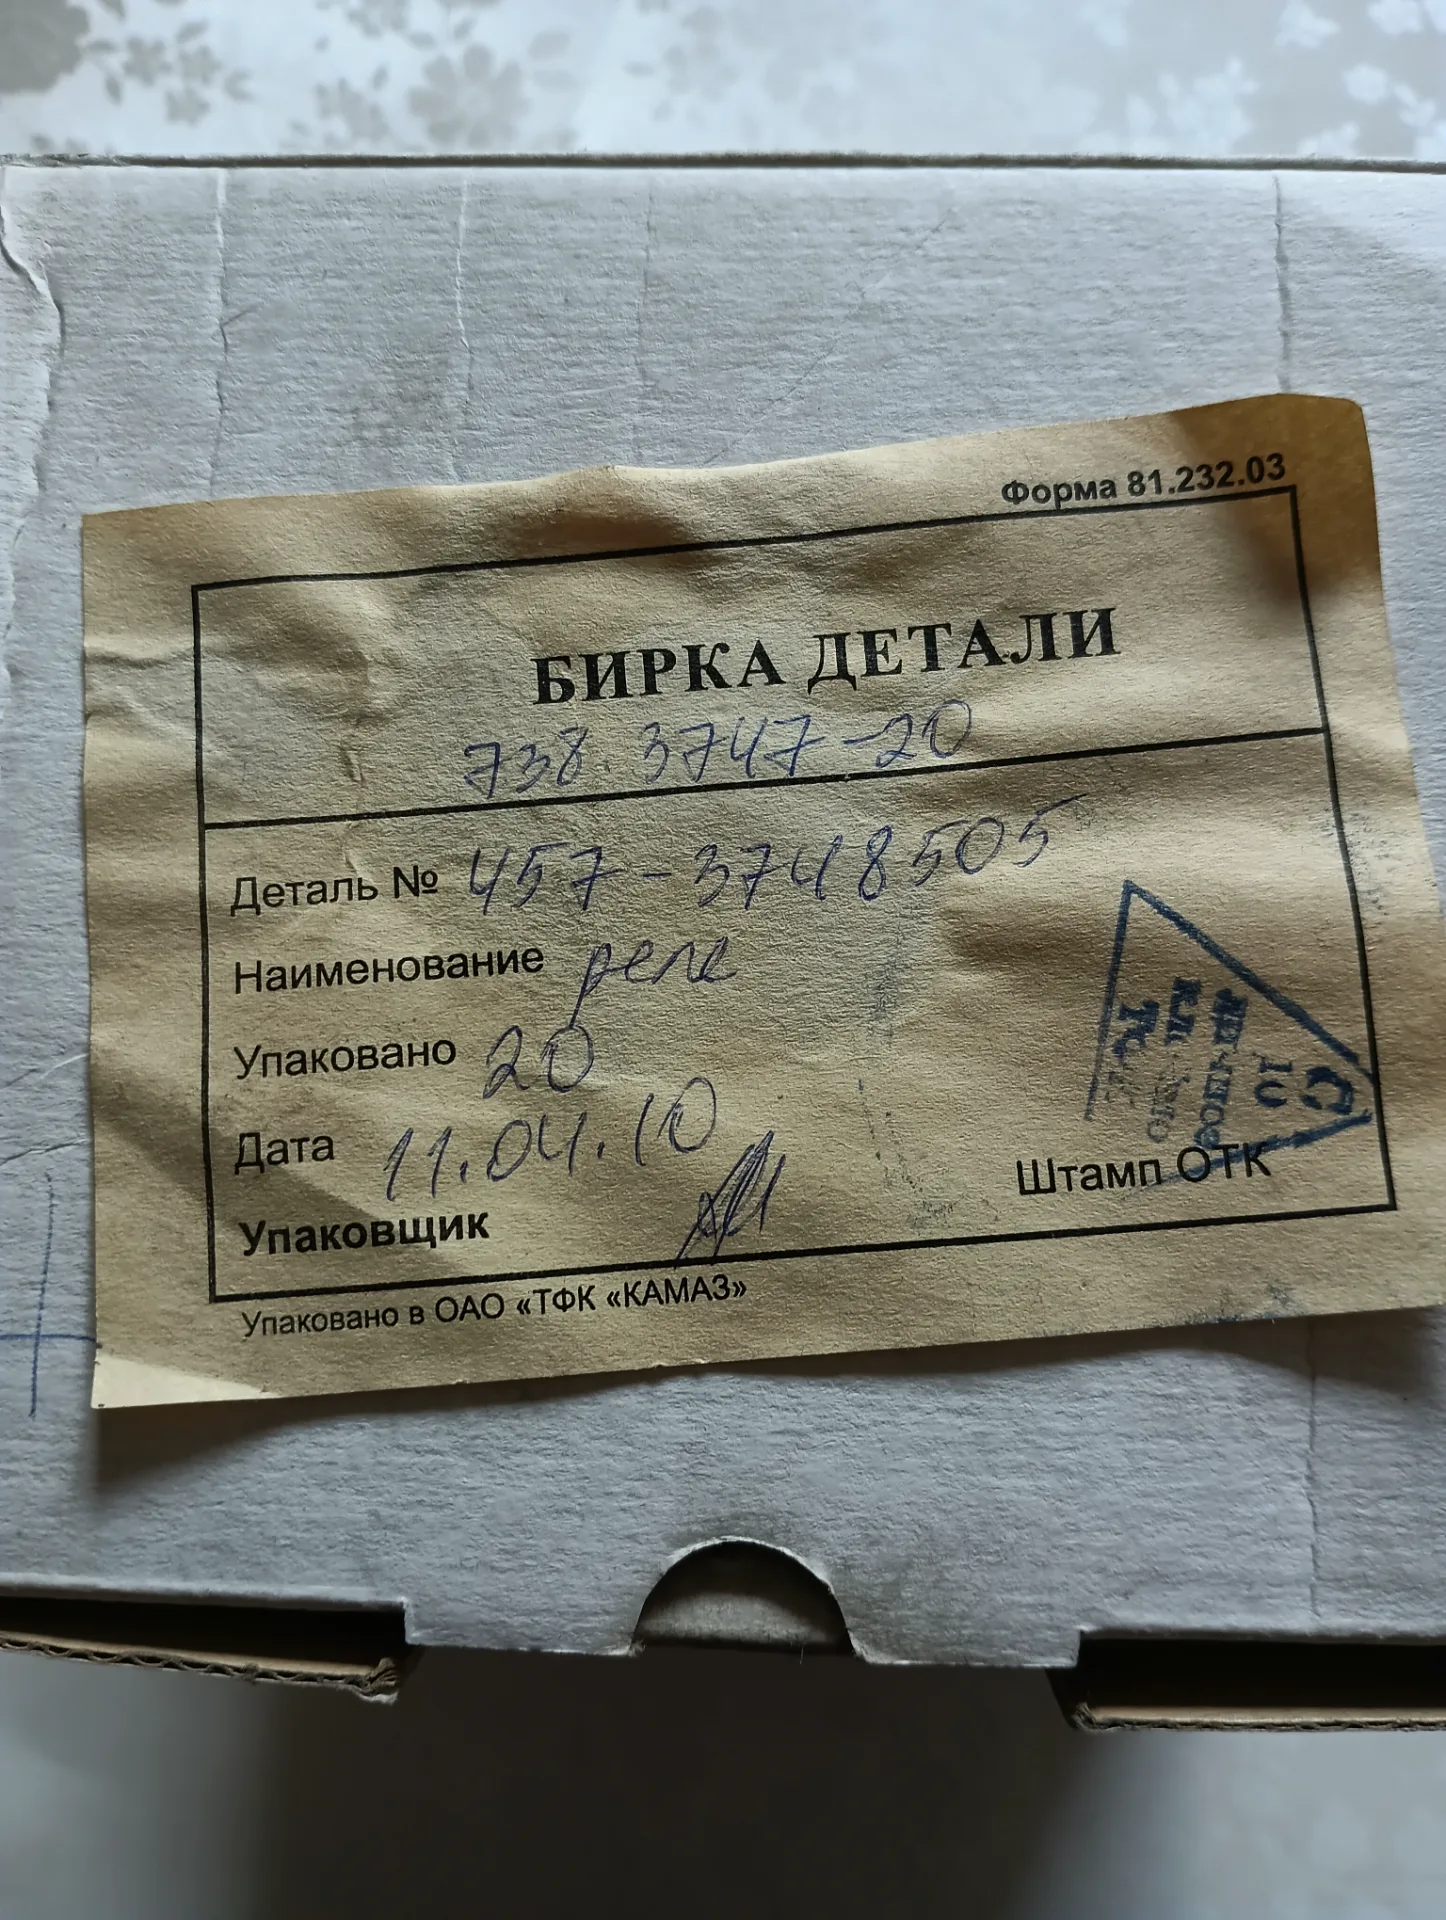 Форма 81.232.03
БИРКА ДЕТАЛИ
738.3747-20
Деталь № 457-3748505
Наименование реле
Упаковано 20
Дата 11.04.10
Упаковщик
Штамп ОТК
С
10
Упаковано в ОАО «ТФК «КАМАЗ»